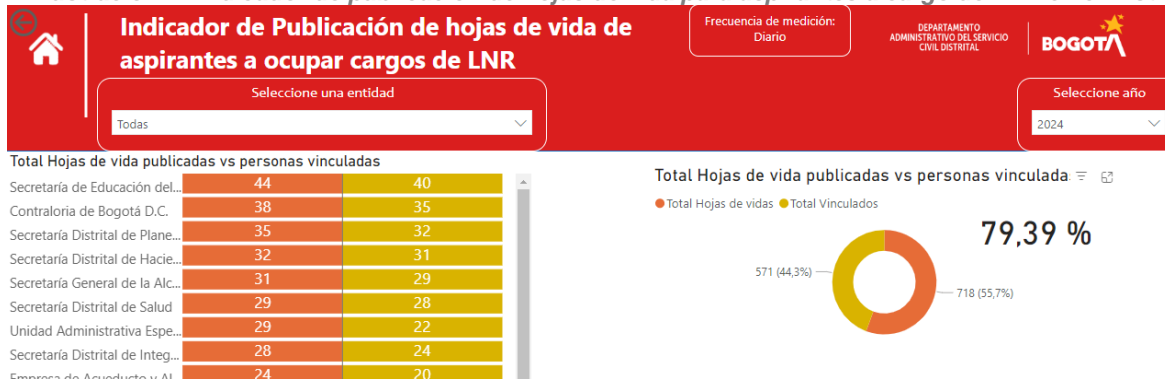 Indicador de Publicación de hojas de vida de
aspirantes a ocupar cargos de LNR
Frecuencia de medición:
Diario
DEPARTAMENTO
ADMINISTRATIVO DEL SERVICIO
CIVIL DISTRITAL
BOGOTÁ
Seleccione una entidad
Todas
Seleccione año
2024
Total Hojas de vida publicadas vs personas vinculadas
Secretaría de Educación del... 44 40
Contraloria de Bogotá D.C. 38 35
Secretaría Distrital de Plane... 35 32
Secretaría Distrital de Hacie... 32 31
Secretaría General de la Alc... 31 29
Secretaría Distrital de Salud 29 28
Unidad Administrativa Espe... 29 22
Secretaría Distrital de Integ... 28 24
Empresa de Acueducto y Al... 24 20
Total Hojas de vida publicadas vs personas vinculada
Total Hojas de vidas Total Vinculados
79,39 %
571 (44,3%)
718 (55,7%)